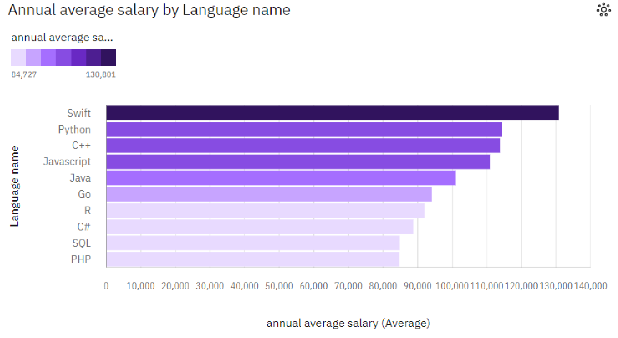 Annual average salary by Language name
annual average sa...
84,727 130,801
Language name
Swift
Python
C++
Javascript
Java
Go
R
C#
SQL
PHP
0 10,000 20,000 30,000 40,000 50,000 60,000 70,000 80,000 90,000 100,000 110,000 120,000 130,000 140,000
annual average salary (Average)